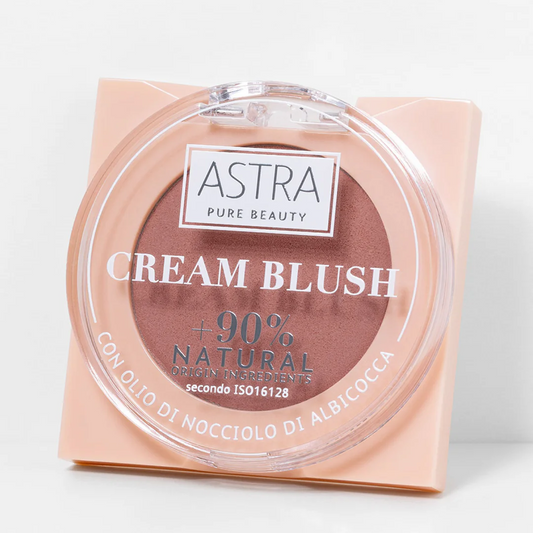 ASTRA
PURE BEAUTY
CREAM BLUSH
+90%
NATURAL
ORIGIN INGREDIENTS
secondo ISO16128
CON OLIO DI NOCCIOLO DI ALBICOCCA